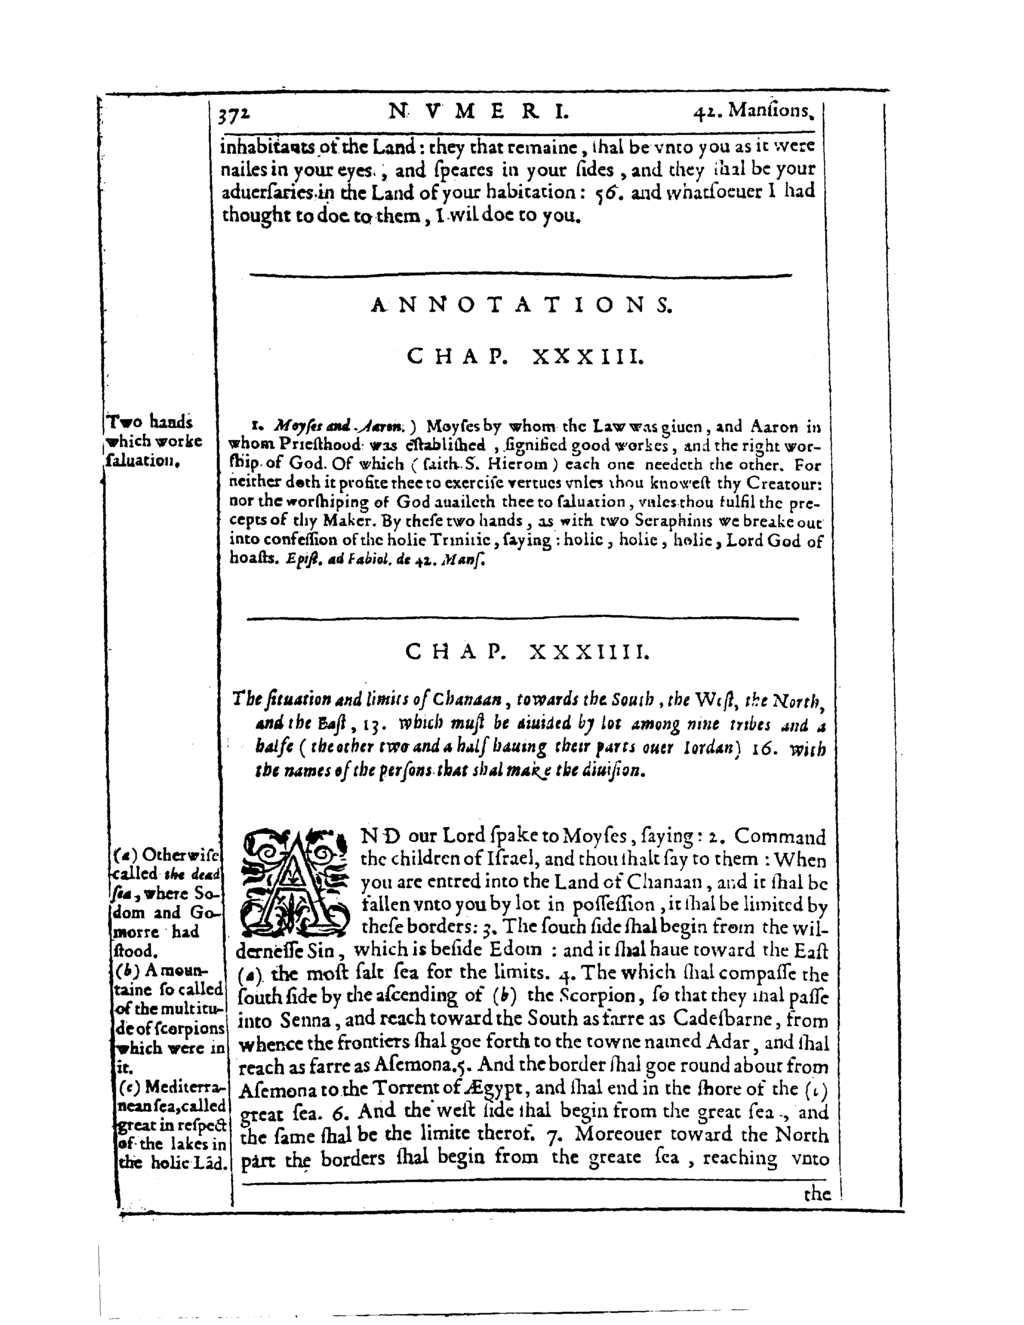 372 NVMERI. 42. Manſions.
inhabitants of the Land: they that remaine, ſhal be vnto you as it were
nailes in your eyes, and ſpeares in your ſides, and they ſhal be your
aduerſaries in the Land of your habitation: 56. and whatſoeuer I had
thought to doe to them, I wil doe to you.
ANNOTATIONS.
CHAP. XXXIII.
Two hands
which worke
ſaluation.
1. Moyſes and Aaron.) Moyſes by whom the Law was giuen, and Aaron in
whom Prieſthood was eſtabliſhed, ſignified good workes, and the right wor-
ſhip of God. Of which (ſaith S. Hierom) each one needeth the other. For
neither doth it profite thee to exerciſe vertues vnles thou knoweſt thy Creatour:
nor the worſhiping of God auaileth thee to ſaluation, vnles thou fulfil the pre-
cepts of thy Maker. By theſe two hands, as with two Seraphims we breake out
into confeſſion of the holie Trinitie, ſaying: holie, holie, holie, Lord God of
hoaſts. Epiſt. ad Fabiol. de 42. Manſ.
CHAP. XXXIIII.
The ſituation and limits of Chanaan, towards the South, the Weſt, the North,
and the Eaſt, 13. which muſt be diuided by lot among nine tribes and a
halfe (the other two and a half hauing their parts ouer Iordan) 16. with
the names of the perſons that shal make the diuiſion.
AND our Lord ſpake to Moyſes, ſaying: 2. Command
the children of Iſrael, and thou ſhalt ſay to them: When
you are entred into the Land of Chanaan, and it ſhal be
fallen vnto you by lot in poſſeſſion, it ſhal be limited by
theſe borders: 3. The ſouth ſide ſhal begin from the wil-
derneſſe Sin, which is beſide Edom: and it ſhal haue toward the Eaſt
(a) the moſt ſalt ſea for the limits. 4. The which ſhal compaſſe the
ſouth ſide by the aſcending of (b) the Scorpion, ſo that they ſhal paſſe
into Senna, and reach toward the South as farre as Cadeſbarne, from
whence the frontiers ſhal goe forth to the towne named Adar, and ſhal
reach as farre as Aſemona. 5. And the border ſhal goe round about from
Aſemona to the Torrent of Ægypt, and ſhal end in the ſhore of the (c)
great ſea. 6. And the weſt ſide ſhal begin from the great ſea, and
the ſame ſhal be the limite therof. 7. Moreouer toward the North
part the borders ſhal begin from the greate ſea, reaching vnto
(a) Otherwiſe
called the dead
ſea, where So-
dom and Go-
morre had
ſtood.
(b) A moun-
taine ſo called
of the multitu-
de of ſcorpions
which were in
it.
(c) Mediterra-
nean ſea, called
great in reſpect
of the lakes in
the holie Lãd.
the